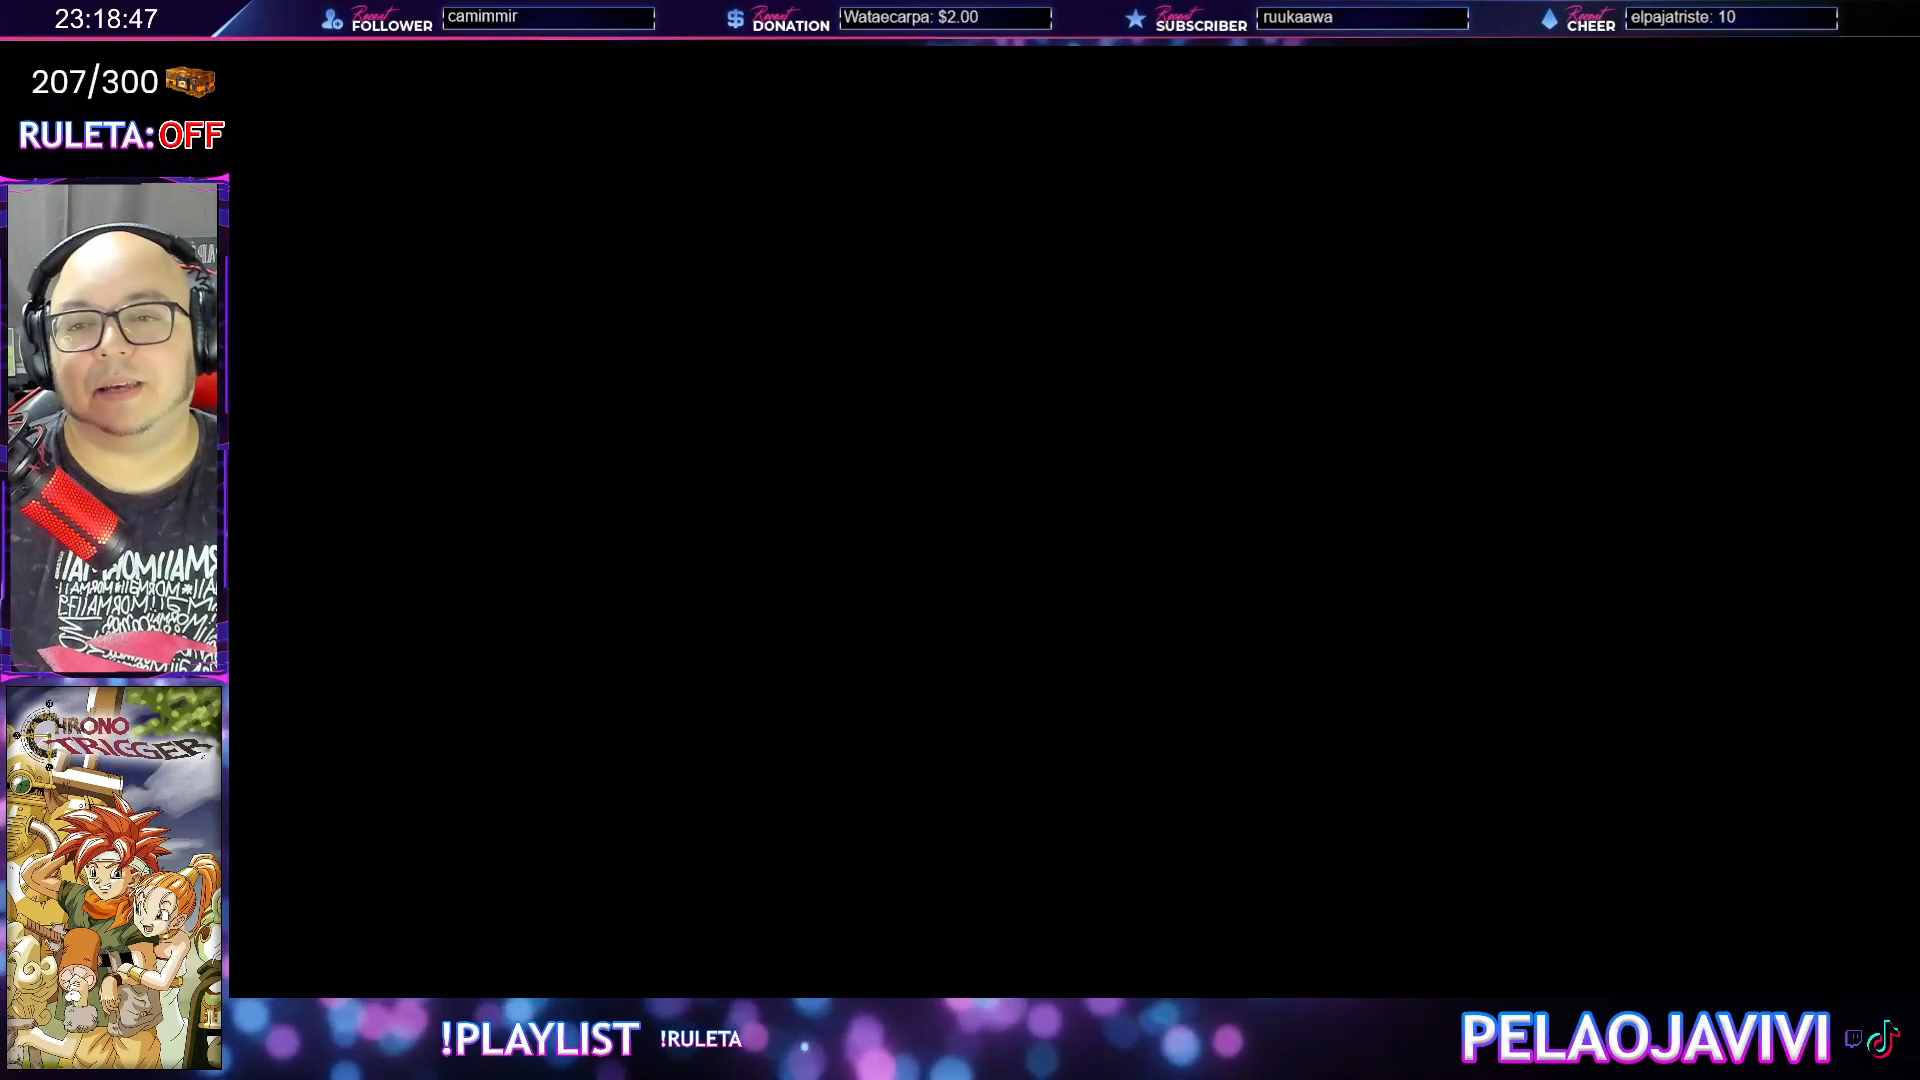 23:18:47
Recent FOLLOWER camimmir
Recent DONATION Wataecarpa: $2.00
Recent SUBSCRIBER ruukaawa
Recent CHEER elpajatriste: 10
207/300
RULETA:OFF
CHRONO
TRIGGER
!PLAYLIST !RULETA
PELAOJAVIVI